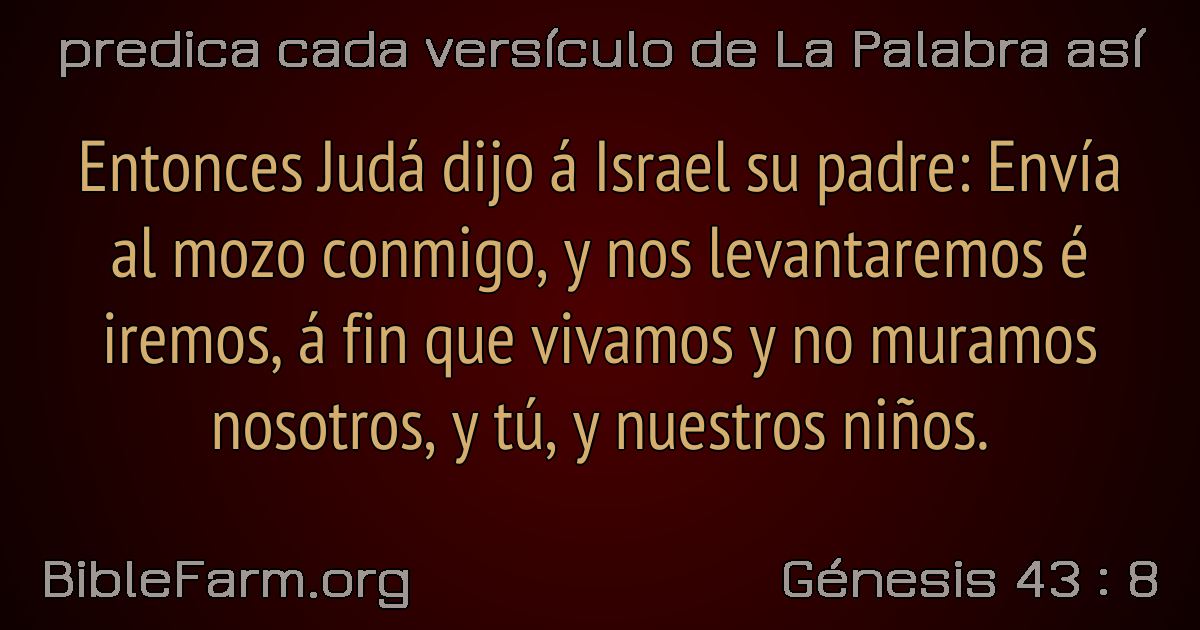 predica cada versículo de La Palabra así
Entonces Judá dijo á Israel su padre: Envía
al mozo conmigo, y nos levantaremos é
iremos, á fin que vivamos y no muramos
nosotros, y tú, y nuestros niños.
BibleFarm.org
Génesis 43 : 8